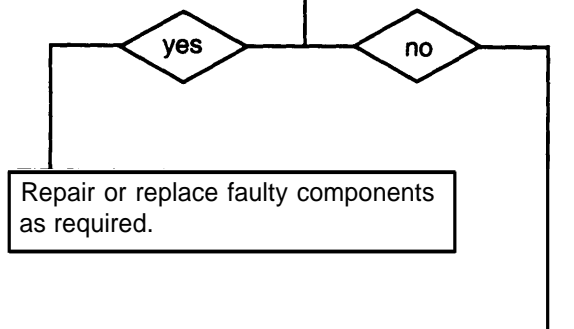 yes
no
Repair or replace faulty components
as required.